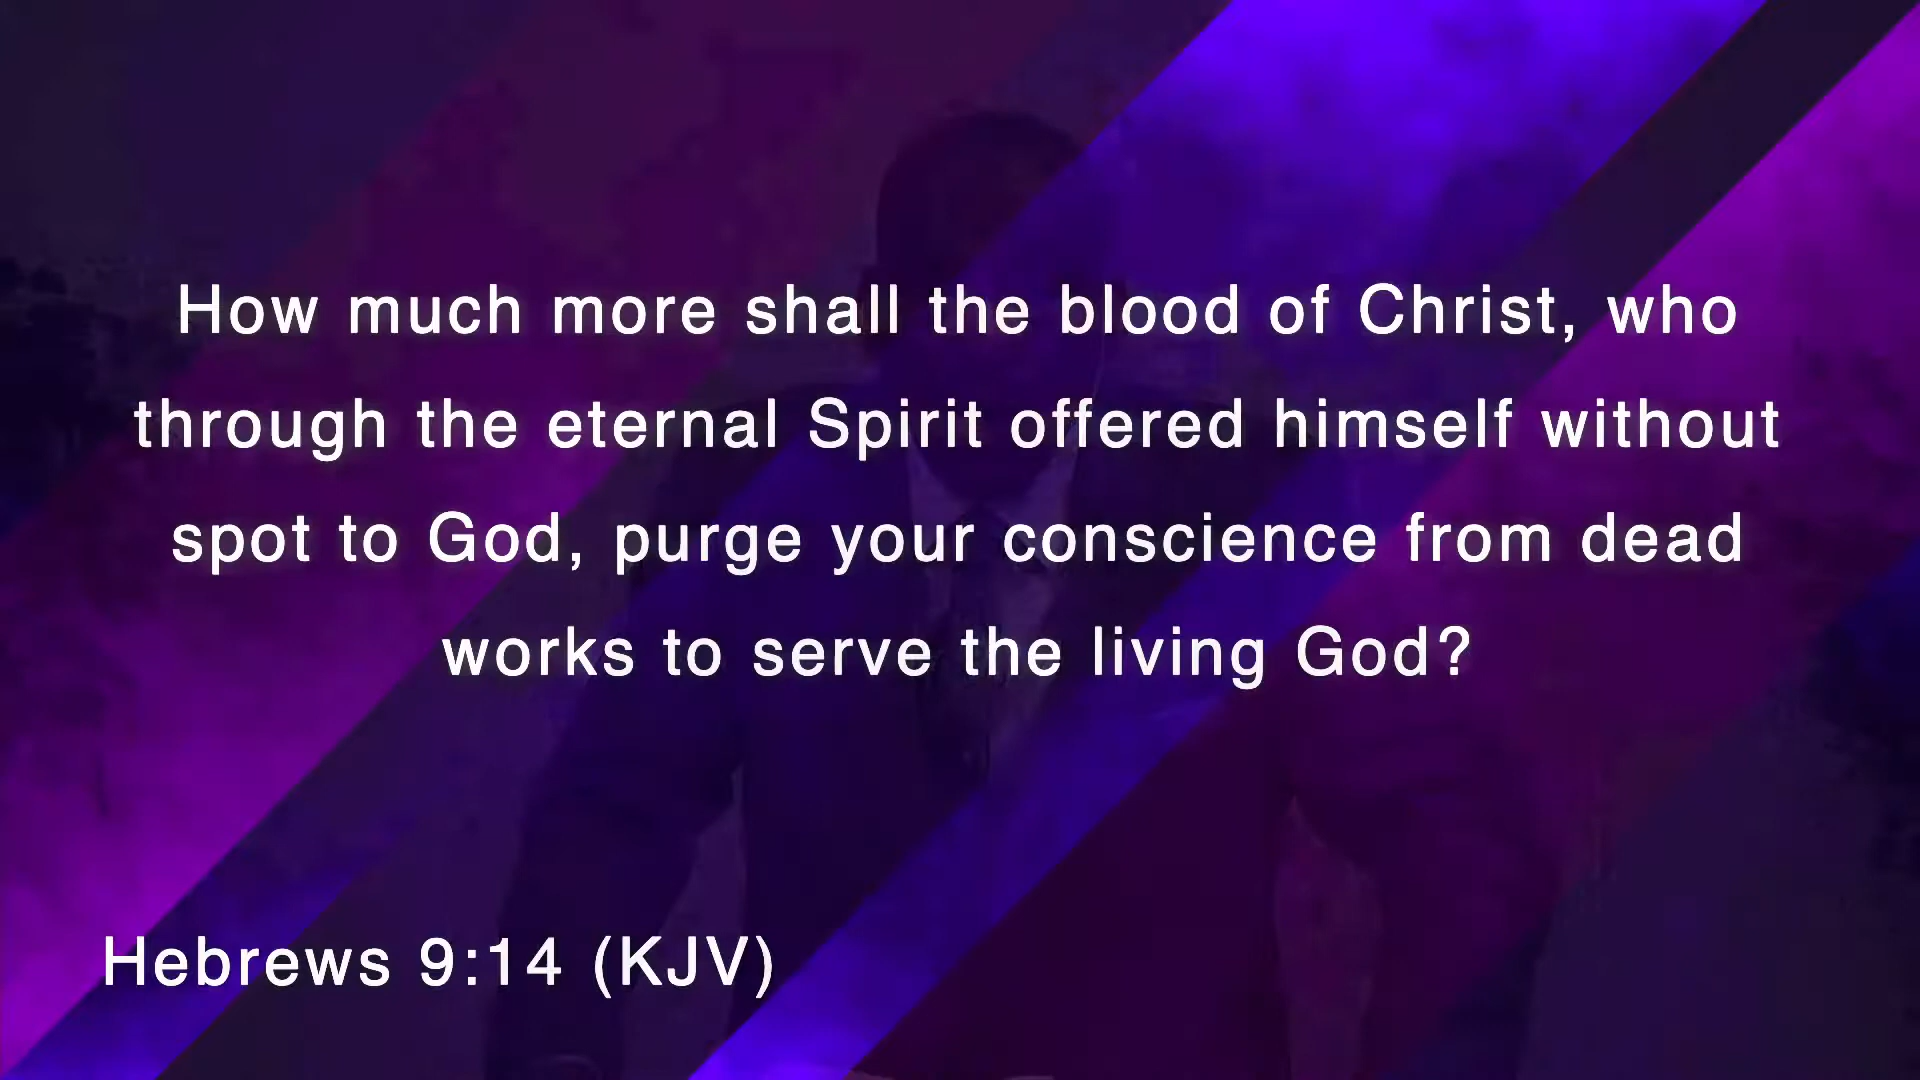 How much more shall the blood of Christ, who
through the eternal Spirit offered himself without
spot to God, purge your conscience from dead
works to serve the living God?
Hebrews 9:14 (KJV)